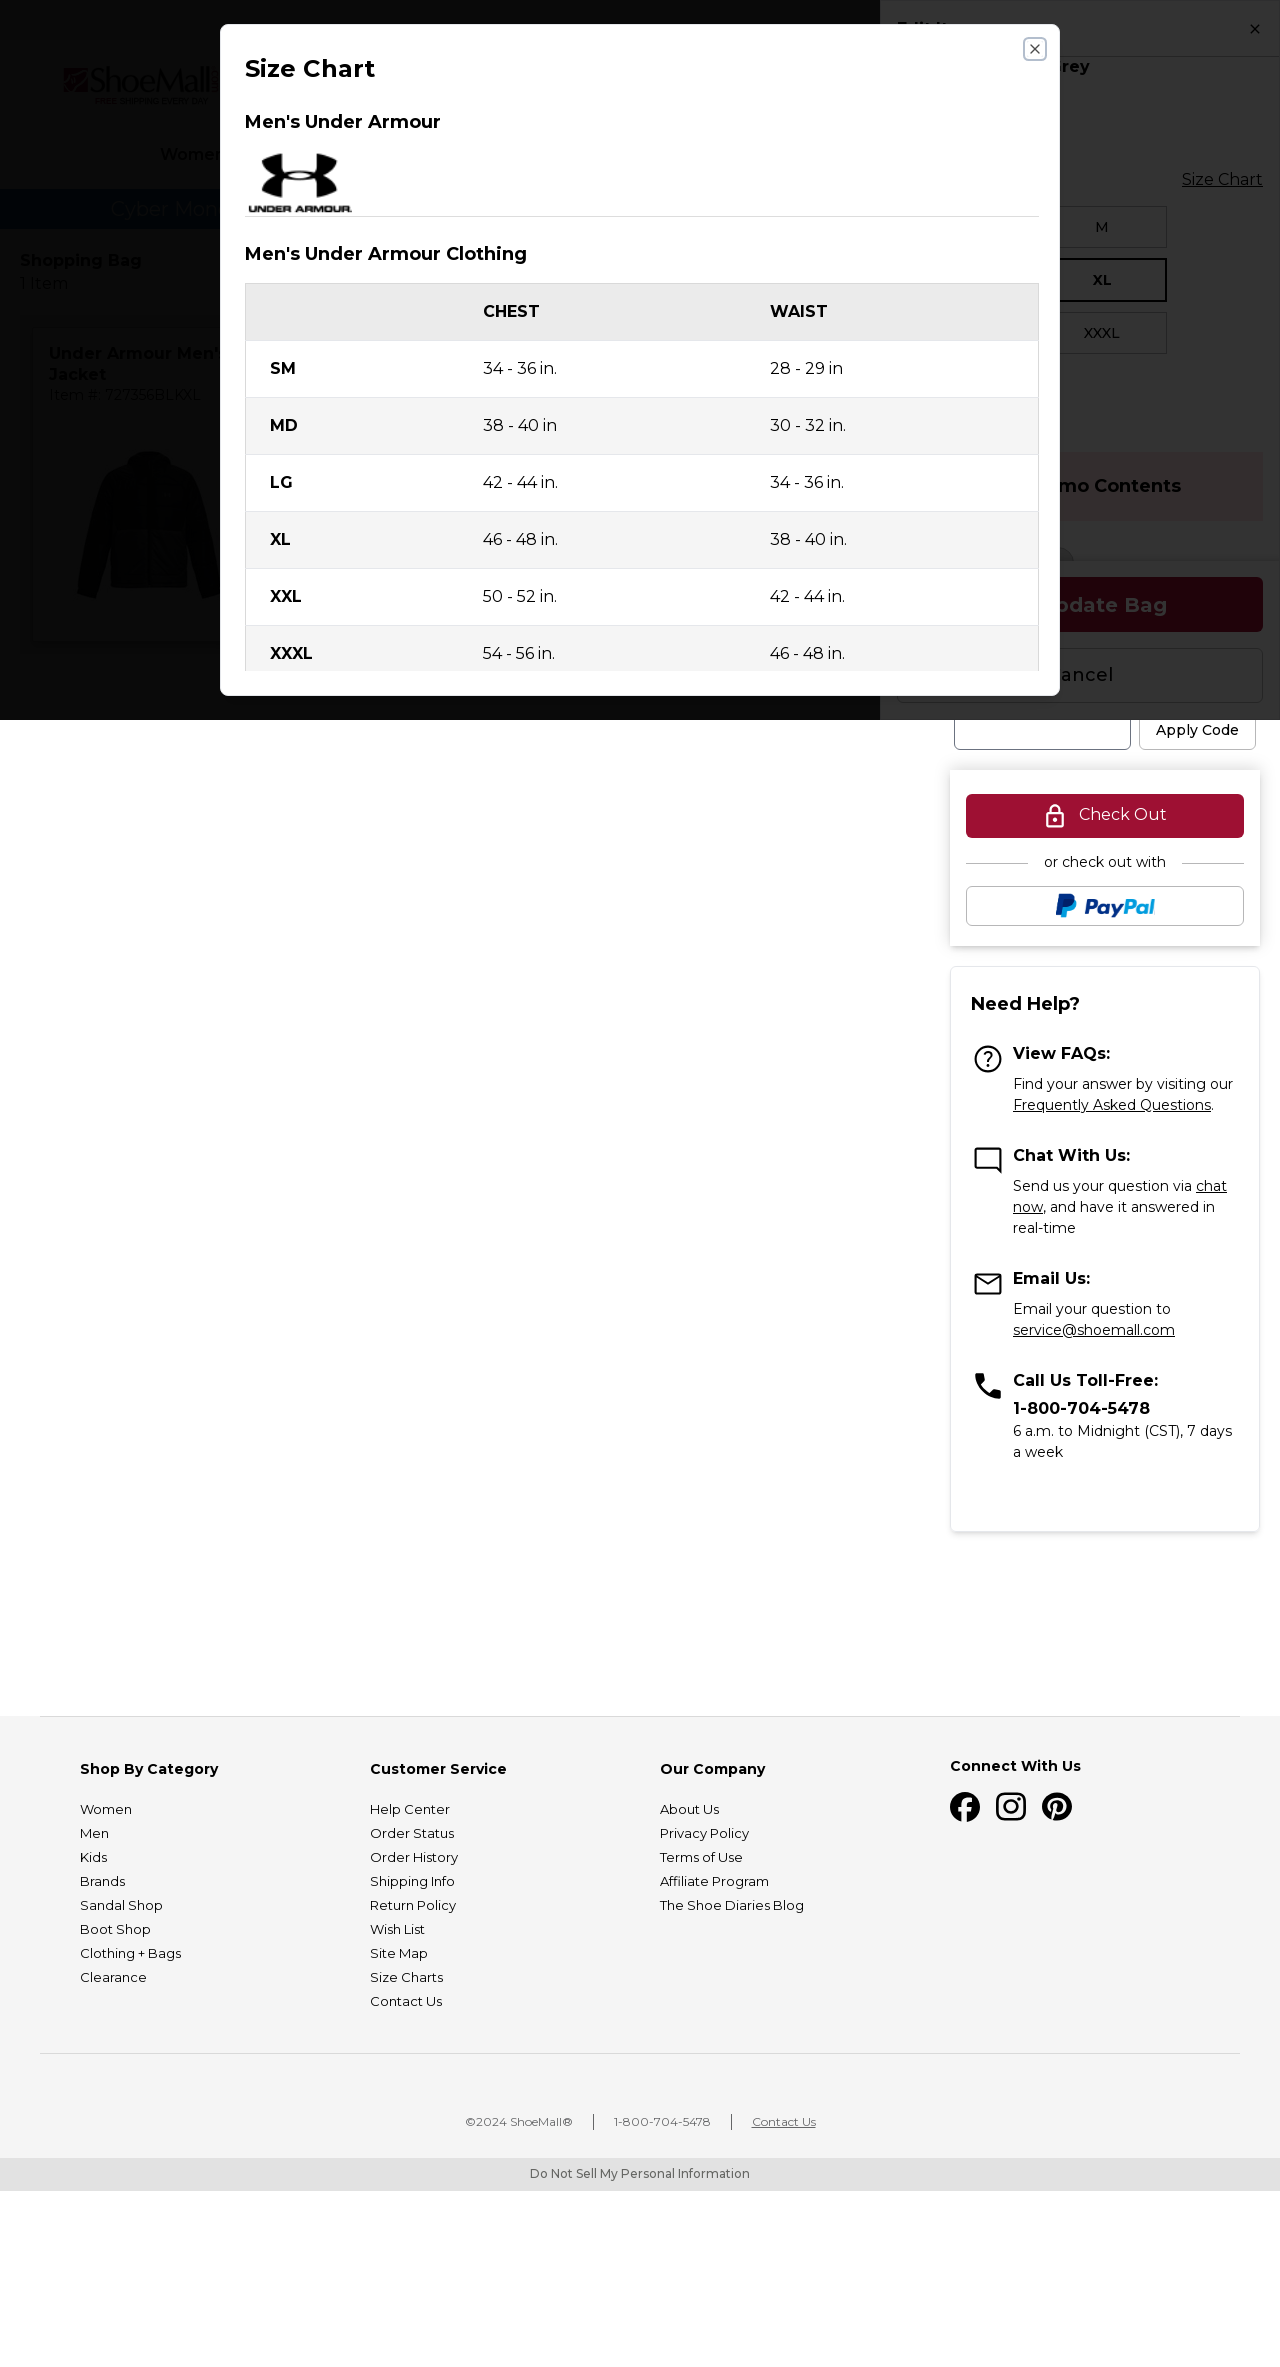 Size Chart
Men's Under Armour
UNDER ARMOUR.
Men's Under Armour Clothing
CHEST WAIST
SM 34 - 36 in. 28 - 29 in
MD 38 - 40 in 30 - 32 in.
LG 42 - 44 in. 34 - 36 in.
XL 46 - 48 in. 38 - 40 in.
XXL 50 - 52 in. 42 - 44 in.
XXXL 54 - 56 in. 46 - 48 in.
ShoeMall
FREE SHIPPING EVERY DAY
Cyber Mon
Shopping Bag
1 Item
Under Armour Men'
Jacket
Item #: 727356BLKXL
Size Chart
M
XL
XXXL
Contents
Bag
Apply Code
Check Out
or check out with
PayPal
Need Help?
View FAQs:
Find your answer by visiting our
Frequently Asked Questions.
Chat With Us:
Send us your question via chat
now, and have it answered in
real-time
Email Us:
Email your question to
service@shoemall.com
Call Us Toll-Free:
1-800-704-5478
6 a.m. to Midnight (CST), 7 days
a week
Shop By Category
Women
Men
Kids
Brands
Sandal Shop
Boot Shop
Clothing + Bags
Clearance
Customer Service
Help Center
Order Status
Order History
Shipping Info
Return Policy
Wish List
Site Map
Size Charts
Contact Us
Our Company
About Us
Privacy Policy
Terms of Use
Affiliate Program
The Shoe Diaries Blog
Connect With Us
©2024 ShoeMall® 1-800-704-5478 Contact Us
Do Not Sell My Personal Information